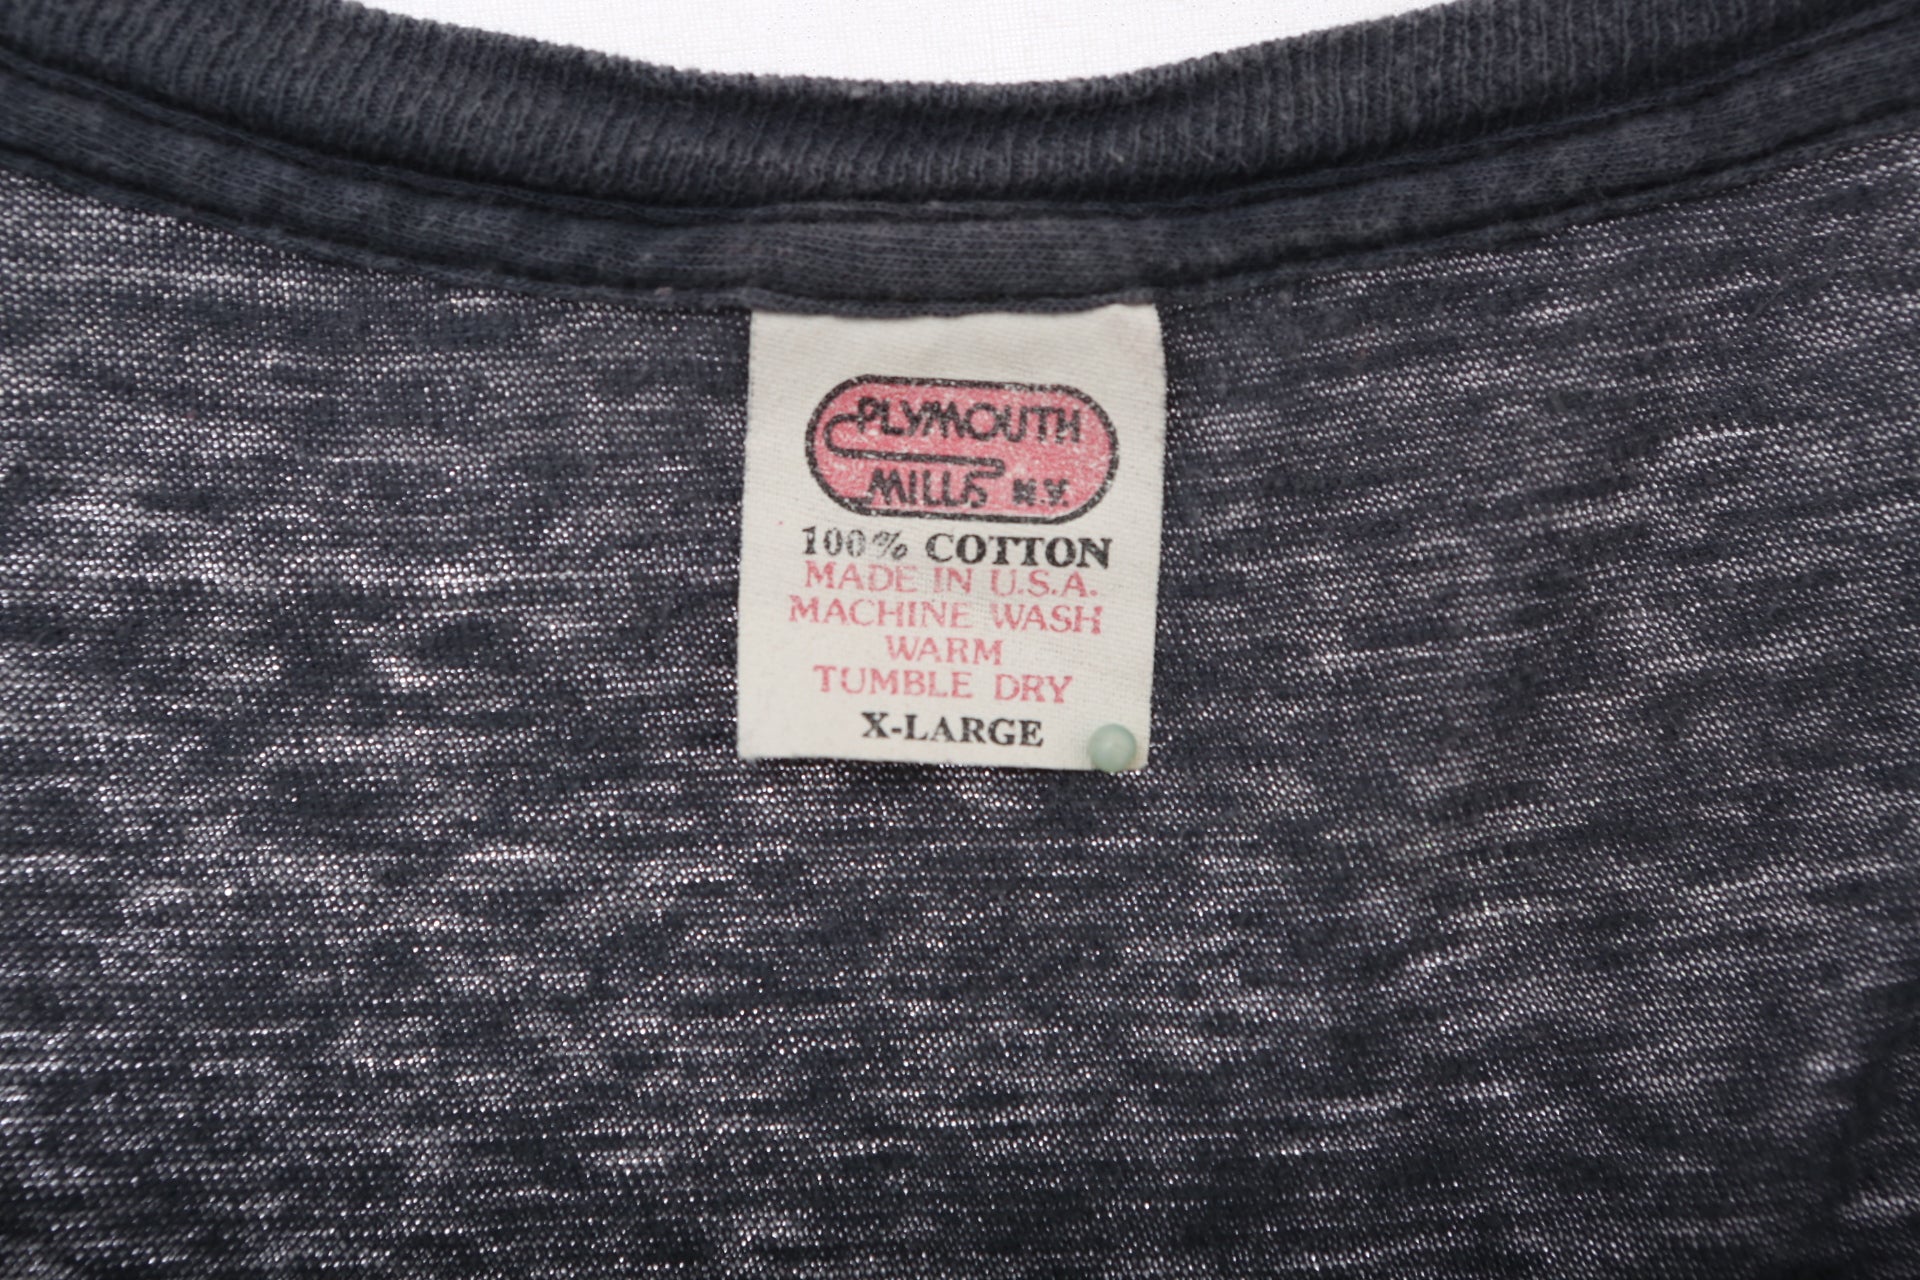 PLYMOUTH
MILLS N.Y.
100% COTTON
MADE IN U.S.A.
MACHINE WASH
WARM
TUMBLE DRY
X-LARGE